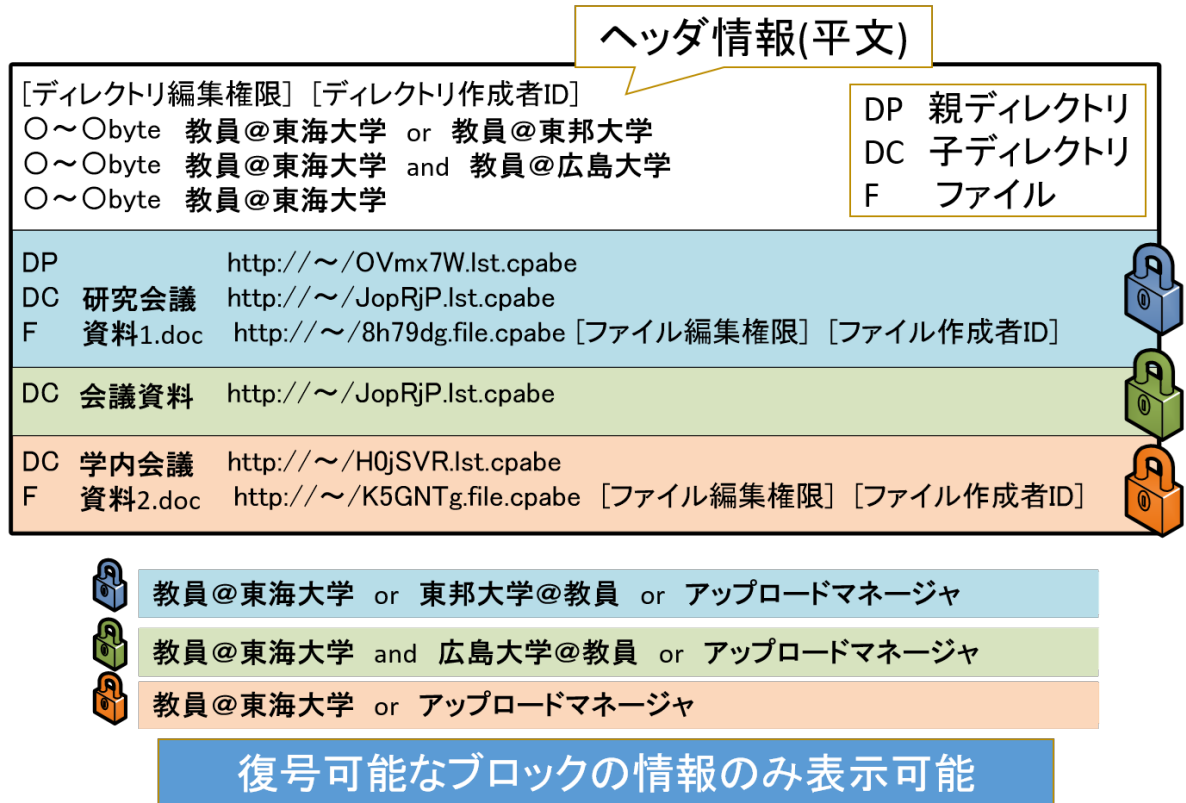 ヘッダ情報(平文)
[ディレクトリ編集権限] [ディレクトリ作成者ID]
〇～〇byte 教員@東海大学 or 教員@東邦大学
〇～〇byte 教員@東海大学 and 教員@広島大学
〇～〇byte 教員@東海大学
DP 親ディレクトリ
DC 子ディレクトリ
F ファイル
DP http://～/OVmx7W.lst.cpabe
DC 研究会議 http://～/JopRjP.lst.cpabe
F 資料1.doc http://～/8h79dg.file.cpabe [ファイル編集権限] [ファイル作成者ID]
DC 会議資料 http://～/JopRjP.lst.cpabe
DC 学内会議 http://～/H0jSVR.lst.cpabe
F 資料2.doc http://～/K5GNTg.file.cpabe [ファイル編集権限] [ファイル作成者ID]
教員@東海大学 or 東邦大学@教員 or アップロードマネージャ
教員@東海大学 and 広島大学@教員 or アップロードマネージャ
教員@東海大学 or アップロードマネージャ
復号可能なブロックの情報のみ表示可能